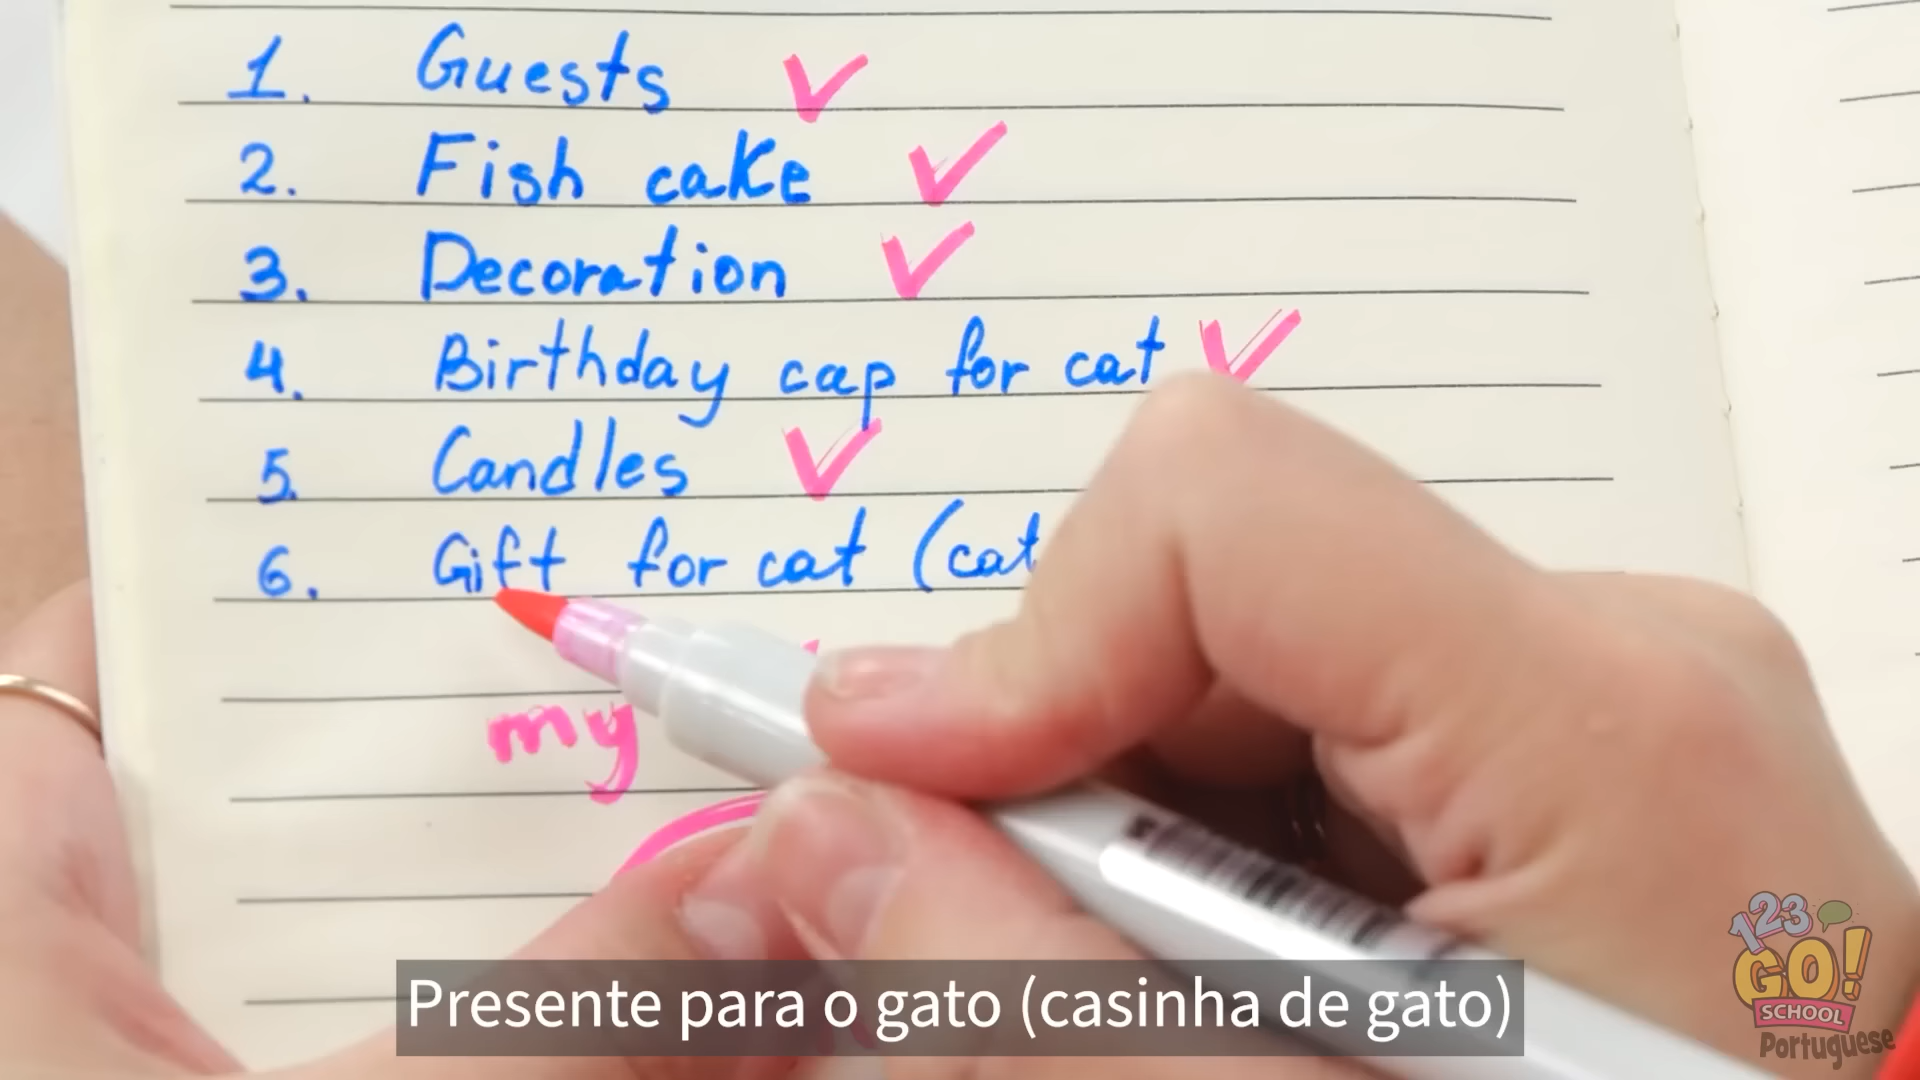 1. Guests
2. Fish cake
3. Decoration
4. Birthday cap for cat
5. Candles
6. Gift for cat (cat
my
Presente para o gato (casinha de gato)
123
GO!
SCHOOL
Portuguese